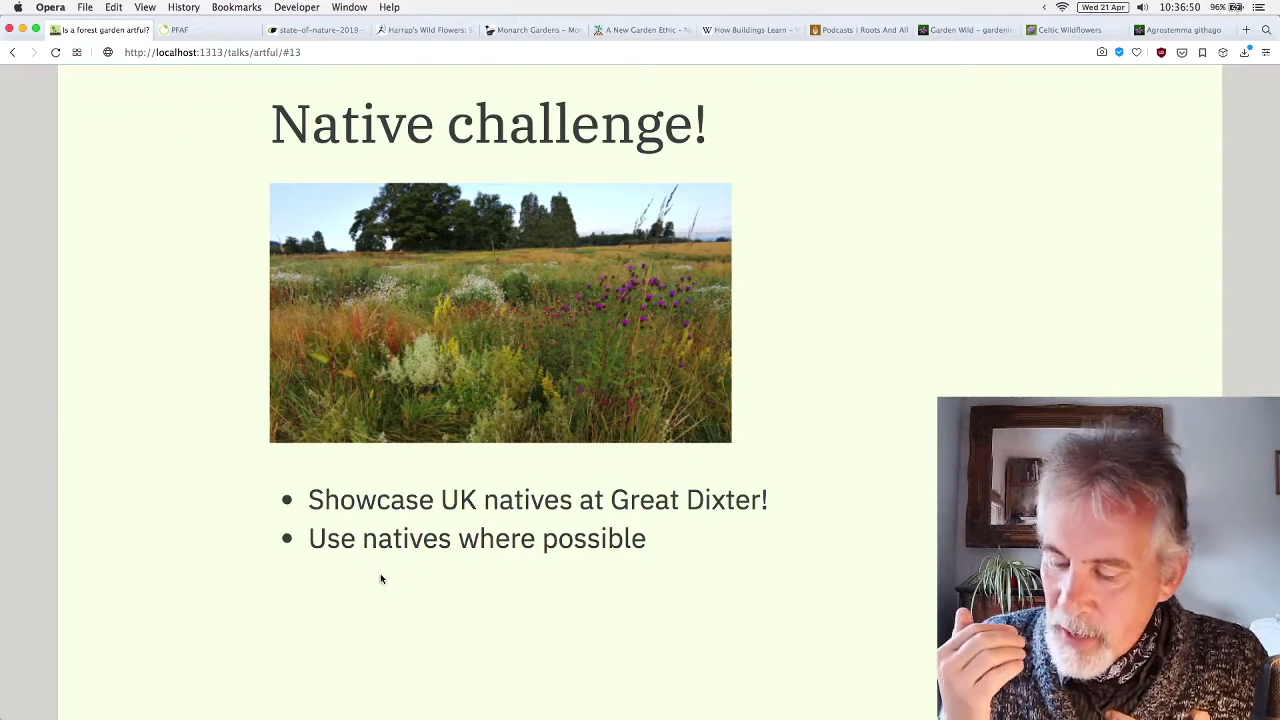 Opera File Edit View History Bookmarks Developer Window Help Wed 21 Apr 10:36:50 96%
Is a forest garden artful? PFAF state-of-nature-2019- Harrap's Wildflowers: S Monarch Gardens – Mon A New Garden Ethic - Ng How Buildings Learn – V Podcasts | Roots And All Garden Wild – gardenin Celtic Wildflowers Agrostemma githago
http://localhost:1313/talks/artful/#13
Native challenge!
Showcase UK natives at Great Dixter!
Use natives where possible